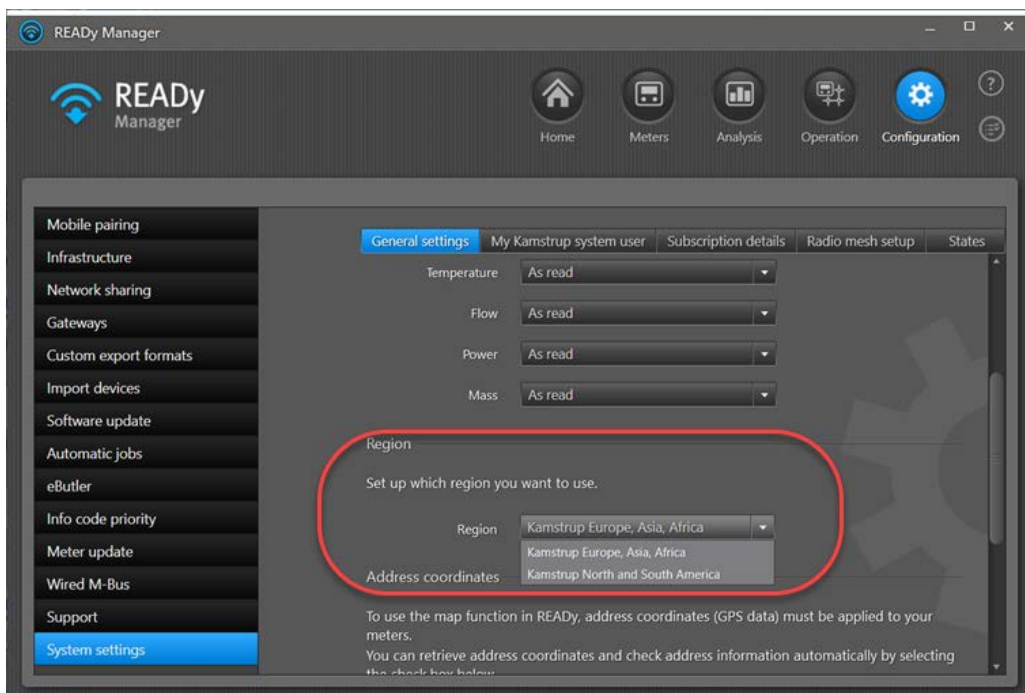 READy Manager
READy
Manager
?
Home
Meters
Analysis
Operation
Configuration
Mobile pairing
Infrastructure
Network sharing
Gateways
Custom export formats
Import devices
Software update
Automatic jobs
eButler
Info code priority
Meter update
Wired M-Bus
Support
System settings
General settings
My Kamstrup system user
Subscription details
Radio mesh setup
States
Temperature As read
Flow As read
Power As read
Mass As read
Region
Set up which region you want to use.
Region Kamstrup Europe, Asia, Africa
Kamstrup Europe, Asia, Africa
Kamstrup North and South America
Address coordinates
To use the map function in READy, address coordinates (GPS data) must be applied to your
meters.
You can retrieve address coordinates and check address information automatically by selecting
the check box below.